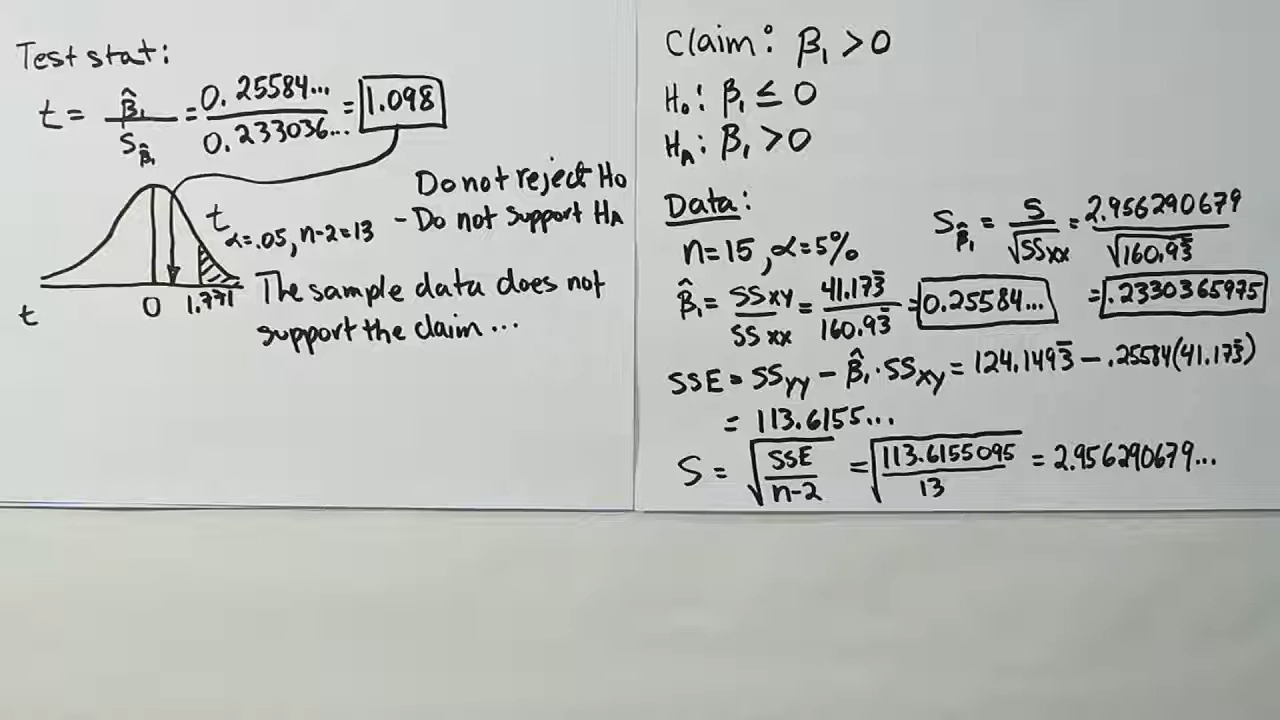 Test stat:
t = β̂₁ / S_β̂₁ = 0.25584... / 0.233036... = 1.098
Do not reject H₀
- Do not support H_A
t_α=.05, n-2=13
t 0 1.771
The sample data does not
support the claim...
Claim: β₁ > 0
H₀: β₁ ≤ 0
H_A: β₁ > 0
Data:
n=15, α=5%
β̂₁ = SSxy / SSxx = 41.173̄ / 160.93̄ = 0.25584...
S_β̂₁ = S / √SSxx = 2.956290679 / √160.93̄
= .2330365975
SSE = SSyy - β̂₁·SSxy = 124.1493̄ - .25584(41.173̄)
= 113.6155...
S = √(SSE / n-2) = √(113.6155095 / 13) = 2.956290679...